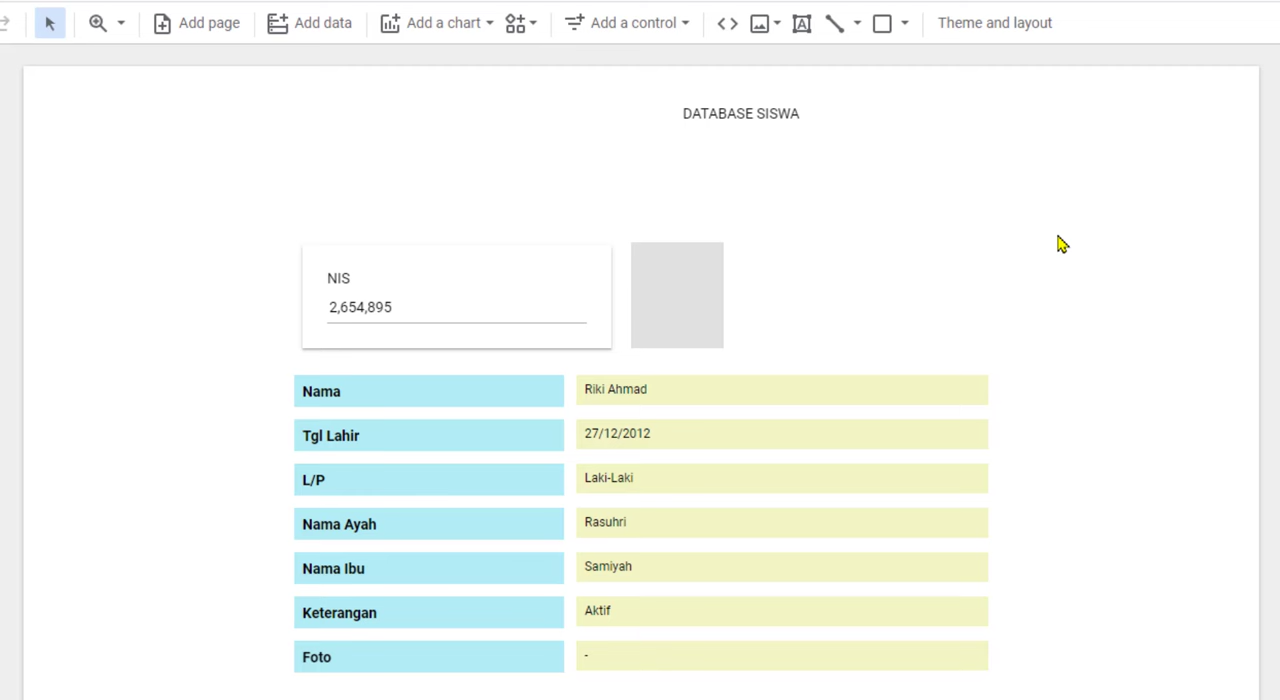 Add page Add data Add a chart Add a control Theme and layout
DATABASE SISWA
NIS
2,654,895
Nama Riki Ahmad
Tgl Lahir 27/12/2012
L/P Laki-Laki
Nama Ayah Rasuhri
Nama Ibu Samiyah
Keterangan Aktif
Foto -